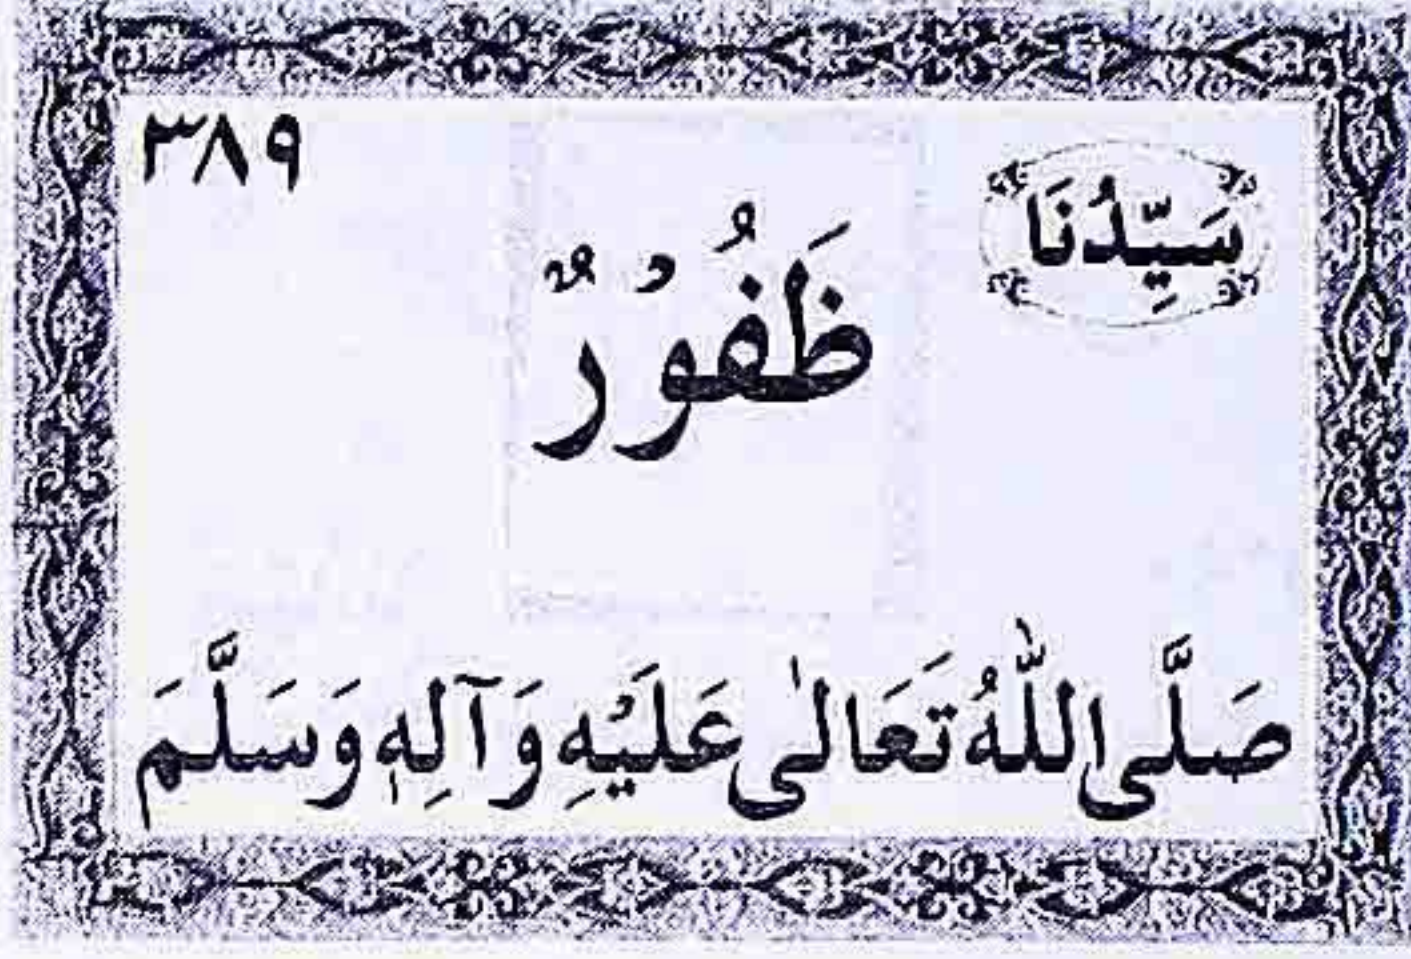 ٣٨٩
سَيِّدُنَا
ظَفُوْرٌ
صَلَّى اللّٰهُ تَعَالٰى عَلَيْهِ وَآلِهٖ وَسَلَّمَ